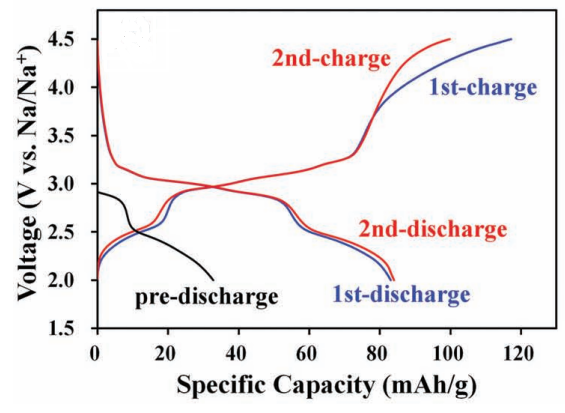 4.5
2nd-charge
4.0
1st-charge
3.5
3.0
2.5
2nd-discharge
2.0
pre-discharge
1st-discharge
1.5
0 20 40 60 80 100 120
Specific Capacity (mAh/g)
Voltage (V vs. Na/Na⁺)